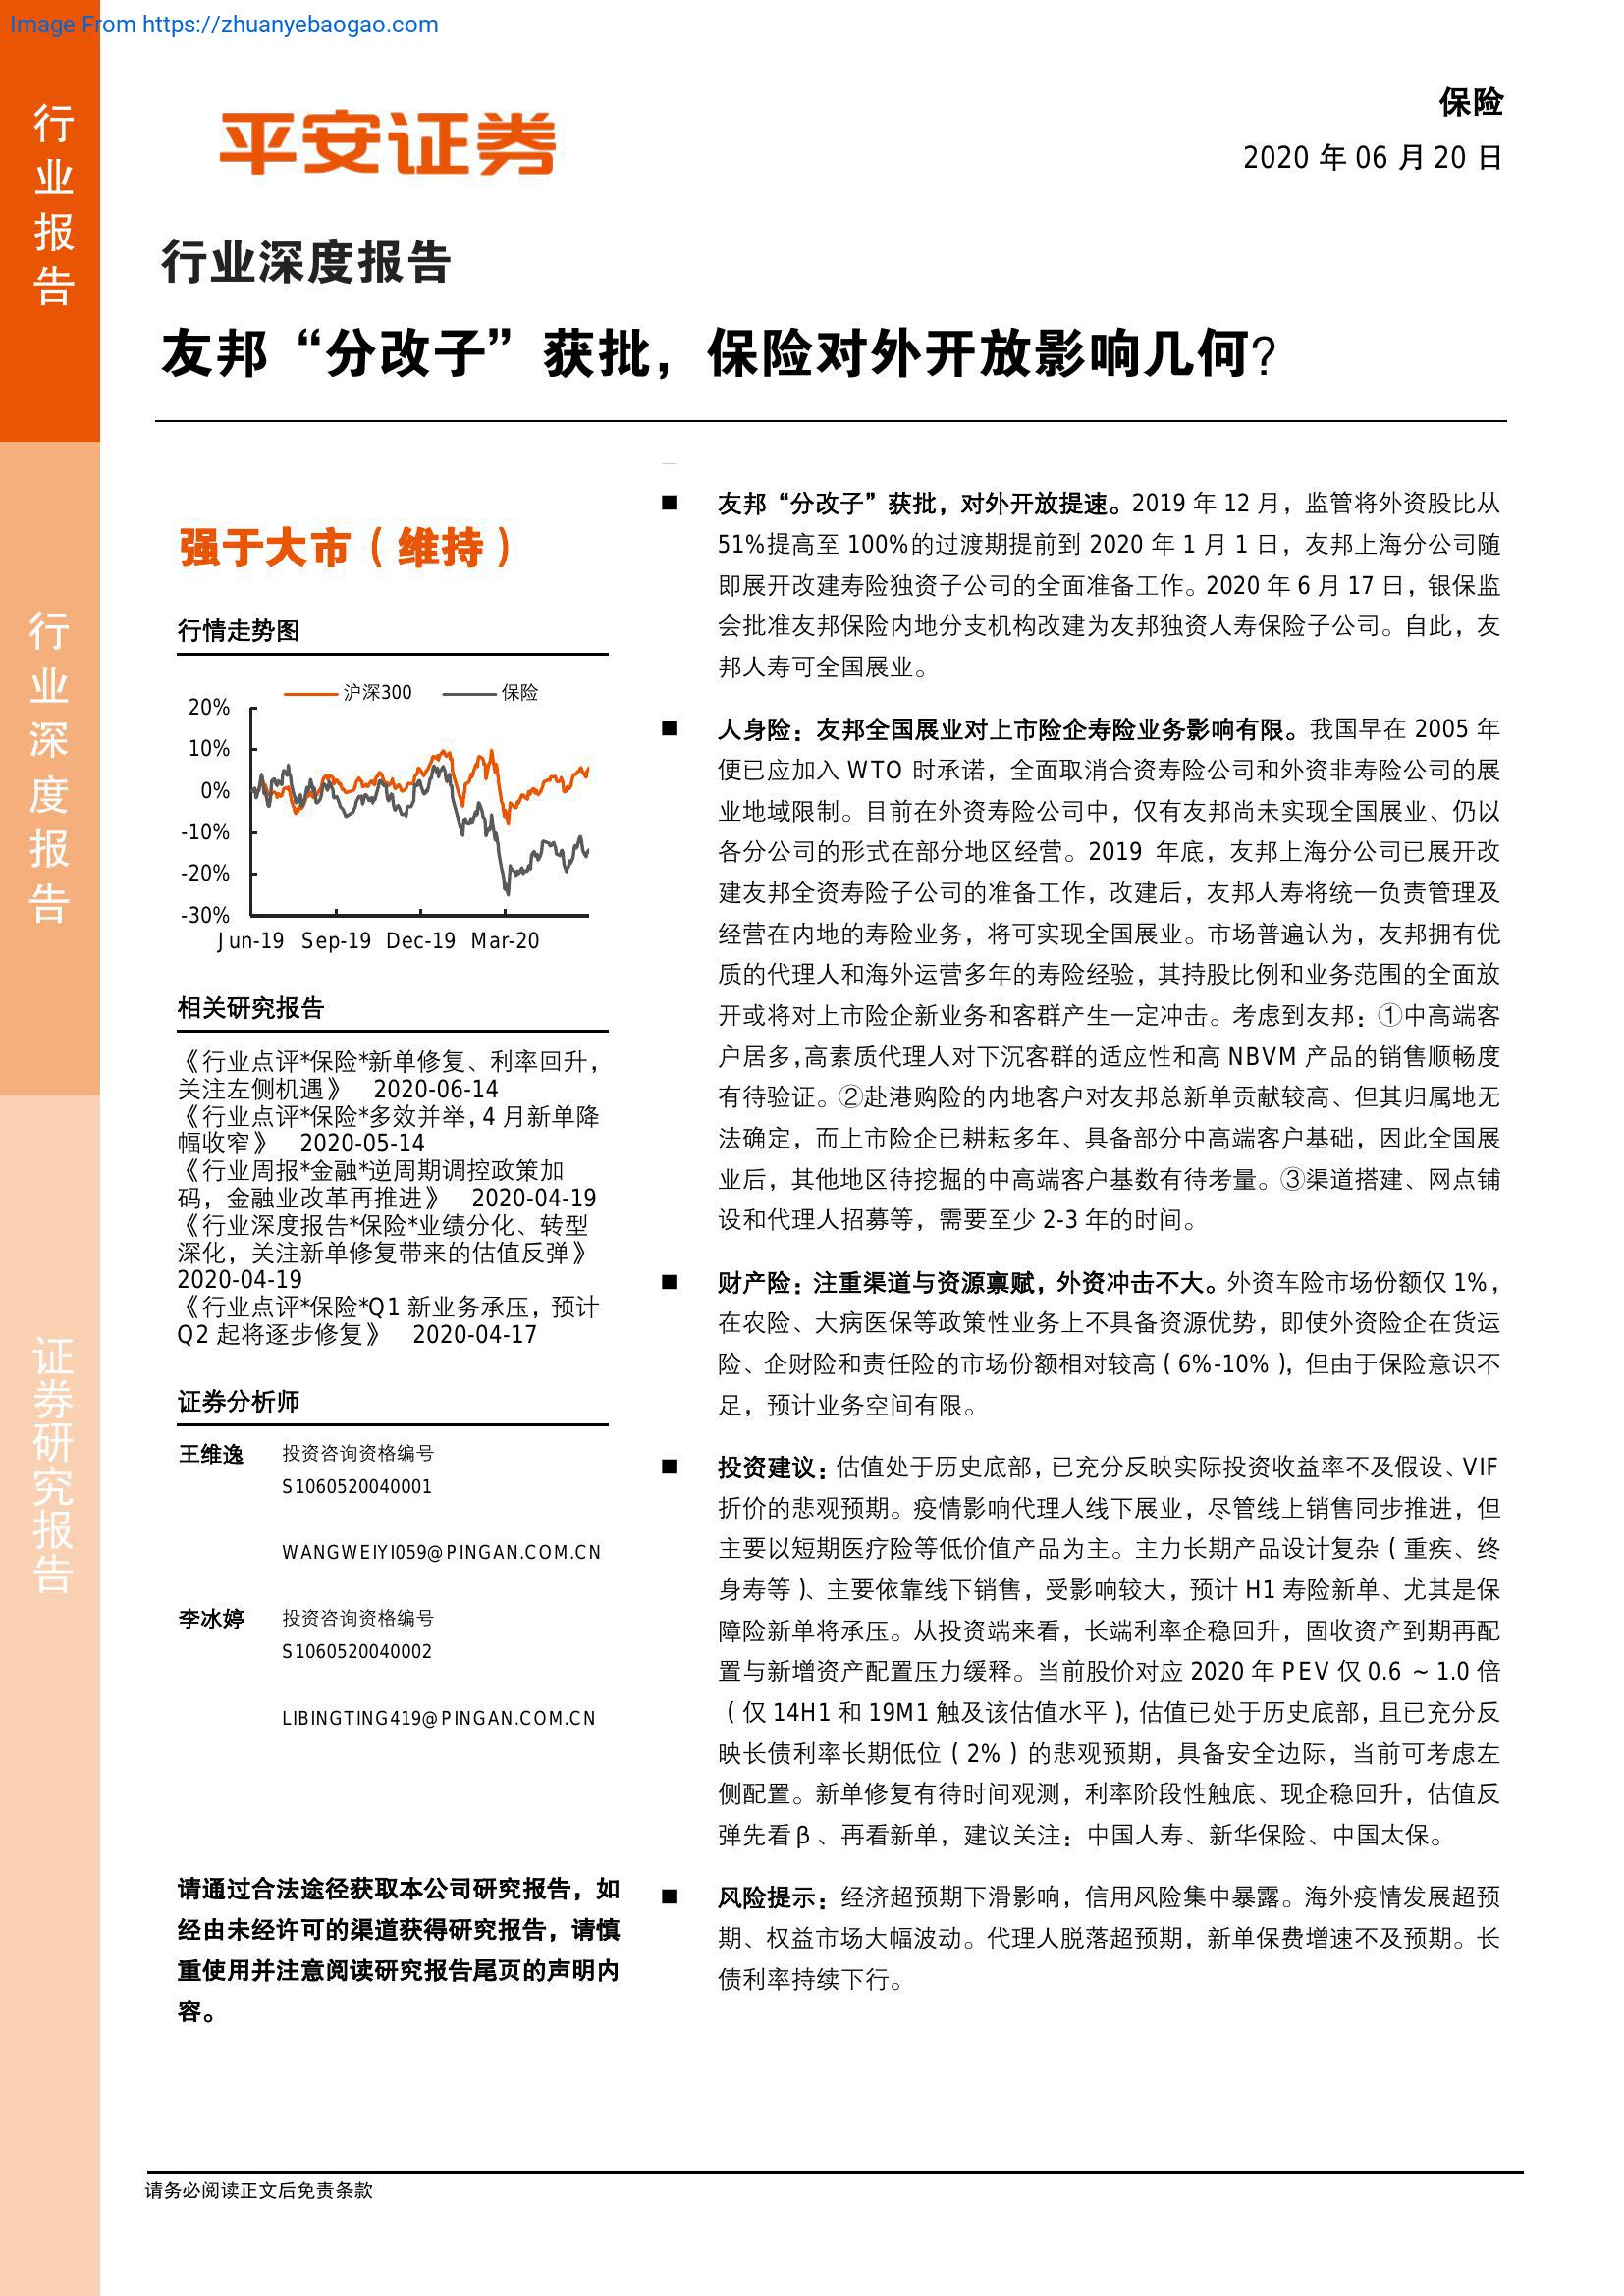 Image From https://zhuanyebaogao.com
行业报告
行业深度报告
证券研究报告
平安证券
保险
2020 年 06 月 20 日
行业深度报告
友邦“分改子”获批，保险对外开放影响几何？
强于大市（维持）
行情走势图
沪深300 保险
20%
10%
0%
-10%
-20%
-30%
Jun-19 Sep-19 Dec-19 Mar-20
相关研究报告
《行业点评*保险*新单修复、利率回升，
关注左侧机遇》 2020-06-14
《行业点评*保险*多效并举，4 月新单降
幅收窄》 2020-05-14
《行业周报*金融*逆周期调控政策加
码，金融业改革再推进》 2020-04-19
《行业深度报告*保险*业绩分化、转型
深化，关注新单修复带来的估值反弹》
2020-04-19
《行业点评*保险*Q1 新业务承压，预计
Q2 起将逐步修复》 2020-04-17
证券分析师
王维逸 投资咨询资格编号
S1060520040001
WANGWEIYI059@PINGAN.COM.CN
李冰婷 投资咨询资格编号
S1060520040002
LIBINGTING419@PINGAN.COM.CN
请通过合法途径获取本公司研究报告，如
经由未经许可的渠道获得研究报告，请慎
重使用并注意阅读研究报告尾页的声明内
容。
■ 友邦“分改子”获批，对外开放提速。2019 年 12 月，监管将外资股比从
51%提高至 100%的过渡期提前到 2020 年 1 月 1 日，友邦上海分公司随
即展开改建寿险独资子公司的全面准备工作。2020 年 6 月 17 日，银保监
会批准友邦保险内地分支机构改建为友邦独资人寿保险子公司。自此，友
邦人寿可全国展业。
■ 人身险：友邦全国展业对上市险企寿险业务影响有限。我国早在 2005 年
便已应加入 WTO 时承诺，全面取消合资寿险公司和外资非寿险公司的展
业地域限制。目前在外资寿险公司中，仅有友邦尚未实现全国展业、仍以
各分公司的形式在部分地区经营。2019 年底，友邦上海分公司已展开改
建友邦全资寿险子公司的准备工作，改建后，友邦人寿将统一负责管理及
经营在内地的寿险业务，将可实现全国展业。市场普遍认为，友邦拥有优
质的代理人和海外运营多年的寿险经验，其持股比例和业务范围的全面放
开或将对上市险企新业务和客群产生一定冲击。考虑到友邦：①中高端客
户居多，高素质代理人对下沉客群的适应性和高 NBVM 产品的销售顺畅度
有待验证。②赴港购险的内地客户对友邦总新单贡献较高、但其归属地无
法确定，而上市险企已耕耘多年、具备部分中高端客户基础，因此全国展
业后，其他地区待挖掘的中高端客户基数有待考量。③渠道搭建、网点铺
设和代理人招募等，需要至少 2-3 年的时间。
■ 财产险：注重渠道与资源禀赋，外资冲击不大。外资车险市场份额仅 1%，
在农险、大病医保等政策性业务上不具备资源优势，即使外资险企在货运
险、企财险和责任险的市场份额相对较高（6%-10%），但由于保险意识不
足，预计业务空间有限。
■ 投资建议：估值处于历史底部，已充分反映实际投资收益率不及假设、VIF
折价的悲观预期。疫情影响代理人线下展业，尽管线上销售同步推进，但
主要以短期医疗险等低价值产品为主。主力长期产品设计复杂（重疾、终
身寿等）、主要依靠线下销售，受影响较大，预计 H1 寿险新单、尤其是保
障险新单将承压。从投资端来看，长端利率企稳回升，固收资产到期再配
置与新增资产配置压力缓释。当前股价对应 2020 年 PEV 仅 0.6 ~ 1.0 倍
（仅 14H1 和 19M1 触及该估值水平），估值已处于历史底部，且已充分反
映长债利率长期低位（2%）的悲观预期，具备安全边际，当前可考虑左
侧配置。新单修复有待时间观测，利率阶段性触底、现企稳回升，估值反
弹先看β、再看新单，建议关注：中国人寿、新华保险、中国太保。
■ 风险提示：经济超预期下滑影响，信用风险集中暴露。海外疫情发展超预
期、权益市场大幅波动。代理人脱落超预期，新单保费增速不及预期。长
债利率持续下行。
请务必阅读正文后免责条款